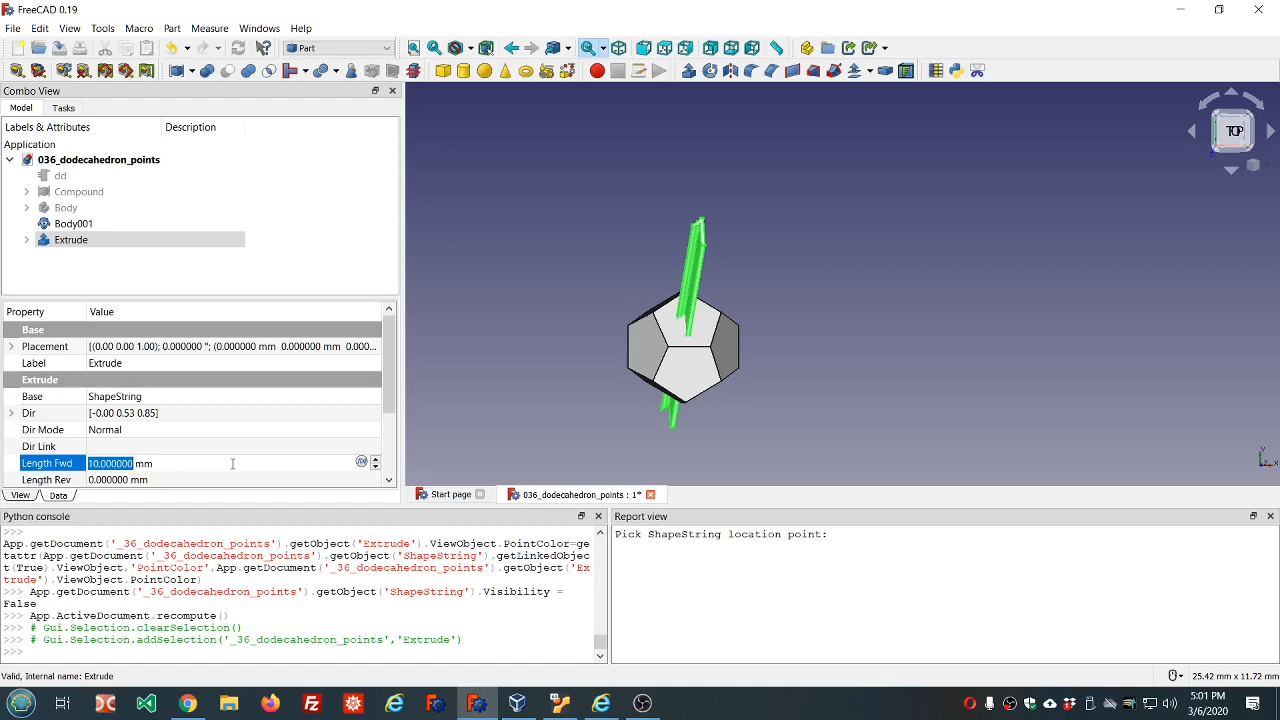 FreeCAD 0.19
File Edit View Tools Part Measure Windows Help
Part
Combo View
Model Tasks
Labels & Attributes Description
Application
036_dodecahedron_points
dd
Compound
Body
Body001
Extrude
Property Value
Base
Placement [(0.00 0.00 1.00); 0.000000 °; (0.000000 mm 0.000000 mm 0.000...
Label Extrude
Extrude
Base ShapeString
Dir [-0.00 0.53 0.85]
Dir Mode Normal
Dir Link
Length Fwd 10.000000 mm
Length Rev 0.000000 mm
View Data
TOP
Y
Z X
Start page 036_dodecahedron_points : 1*
Python console
>>>
App.getDocument('_36_dodecahedron_points').getObject('Extrude').ViewObject.PointColor=ge
tattr(App.getDocument('_36_dodecahedron_points').getObject('ShapeString').getLinkedObjec
t(True).ViewObject,'PointColor',App.getDocument('_36_dodecahedron_points').getObject('Ex
trude').ViewObject.PointColor)
>>> App.getDocument('_36_dodecahedron_points').getObject('ShapeString').Visibility =
False
>>> App.ActiveDocument.recompute()
>>> # Gui.Selection.clearSelection()
>>> # Gui.Selection.addSelection('_36_dodecahedron_points','Extrude')
>>>
Report view
Pick ShapeString location point:
Valid, Internal name: Extrude
25.42 mm x 11.72 mm
5:01 PM
3/6/2020